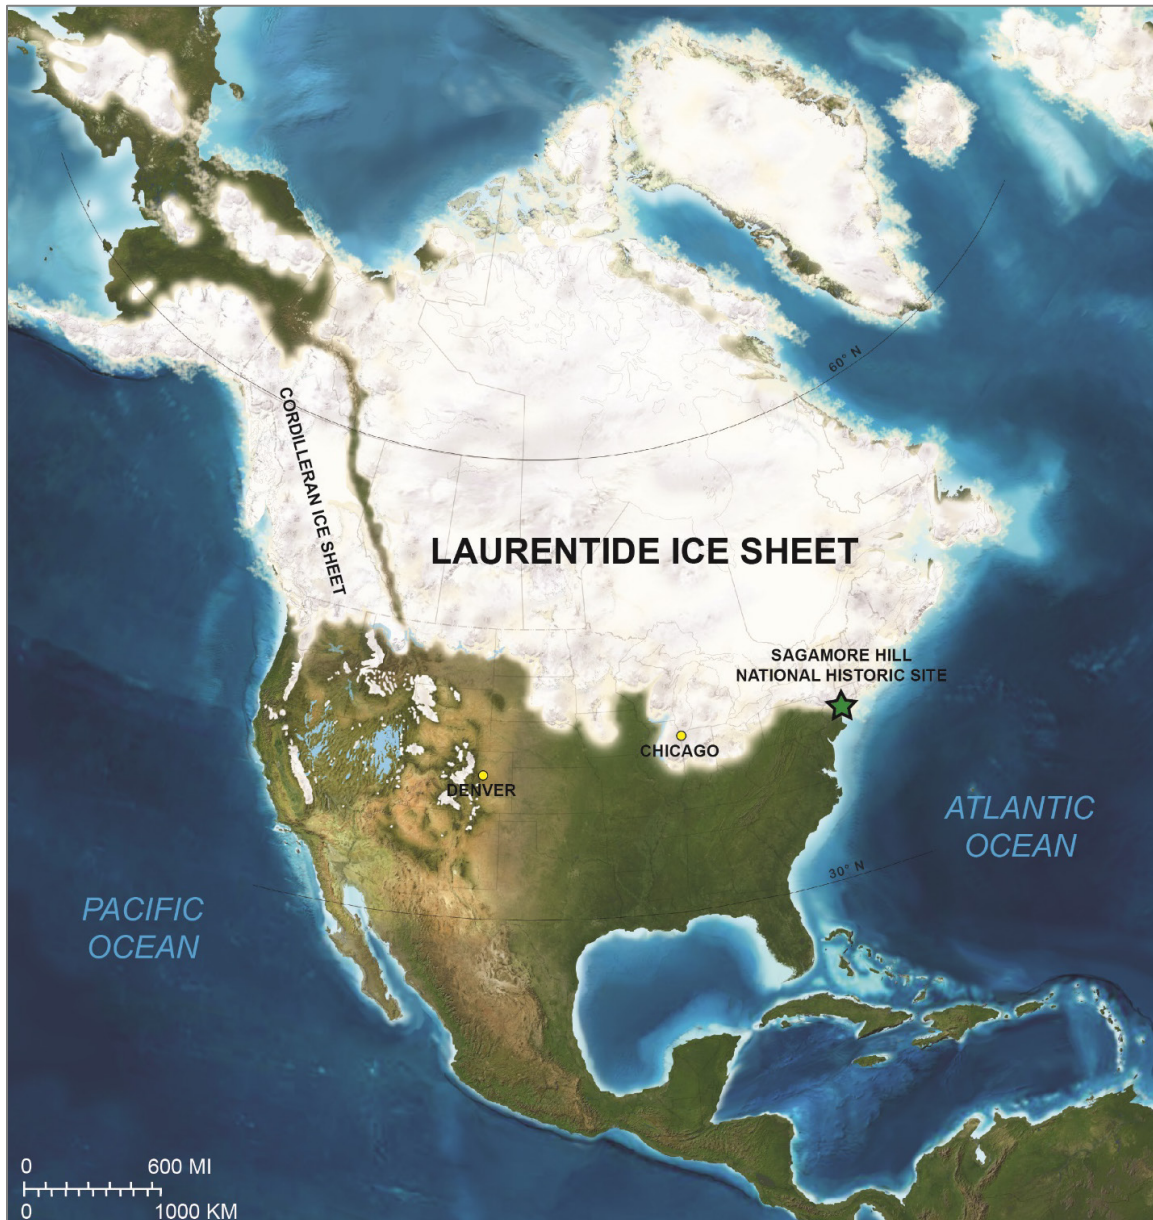 60° N
CORDILLERAN ICE SHEET
LAURENTIDE ICE SHEET
SAGAMORE HILL
NATIONAL HISTORIC SITE
CHICAGO
DENVER
ATLANTIC
OCEAN
30° N
PACIFIC
OCEAN
0 600 MI
0 1000 KM